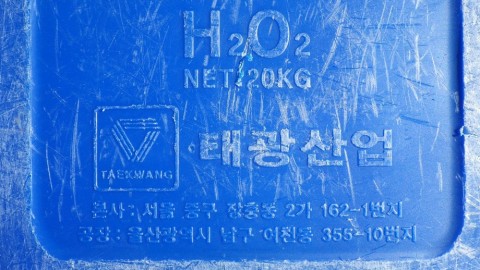 H2O2
NET:20KG
TAEKWANG
태광산업
본사: 서울 중구 장충동 2가 162-1번지
공장: 울산광역시 남구 여천동 355-10번지